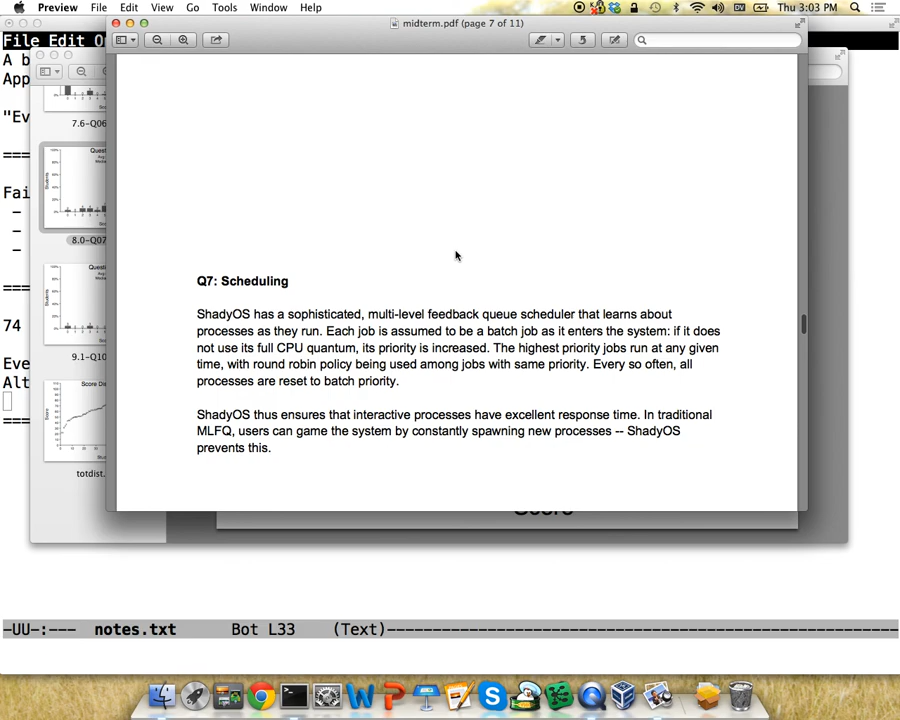 Preview File Edit View Go Tools Window Help Thu 3:03 PM
midterm.pdf (page 7 of 11)
File Edit O
A b
App
"Ev
====
Fai
-
-
-
====
74
Eve
Alt
====
7.6-Q06
Quest
8.0-Q07
Questi
9.1-Q10
Score Dis
totdist.
Q7: Scheduling
ShadyOS has a sophisticated, multi-level feedback queue scheduler that learns about
processes as they run. Each job is assumed to be a batch job as it enters the system: if it does
not use its full CPU quantum, its priority is increased. The highest priority jobs run at any given
time, with round robin policy being used among jobs with same priority. Every so often, all
processes are reset to batch priority.
ShadyOS thus ensures that interactive processes have excellent response time. In traditional
MLFQ, users can game the system by constantly spawning new processes -- ShadyOS
prevents this.
Score
-UU-:--- notes.txt Bot L33 (Text)